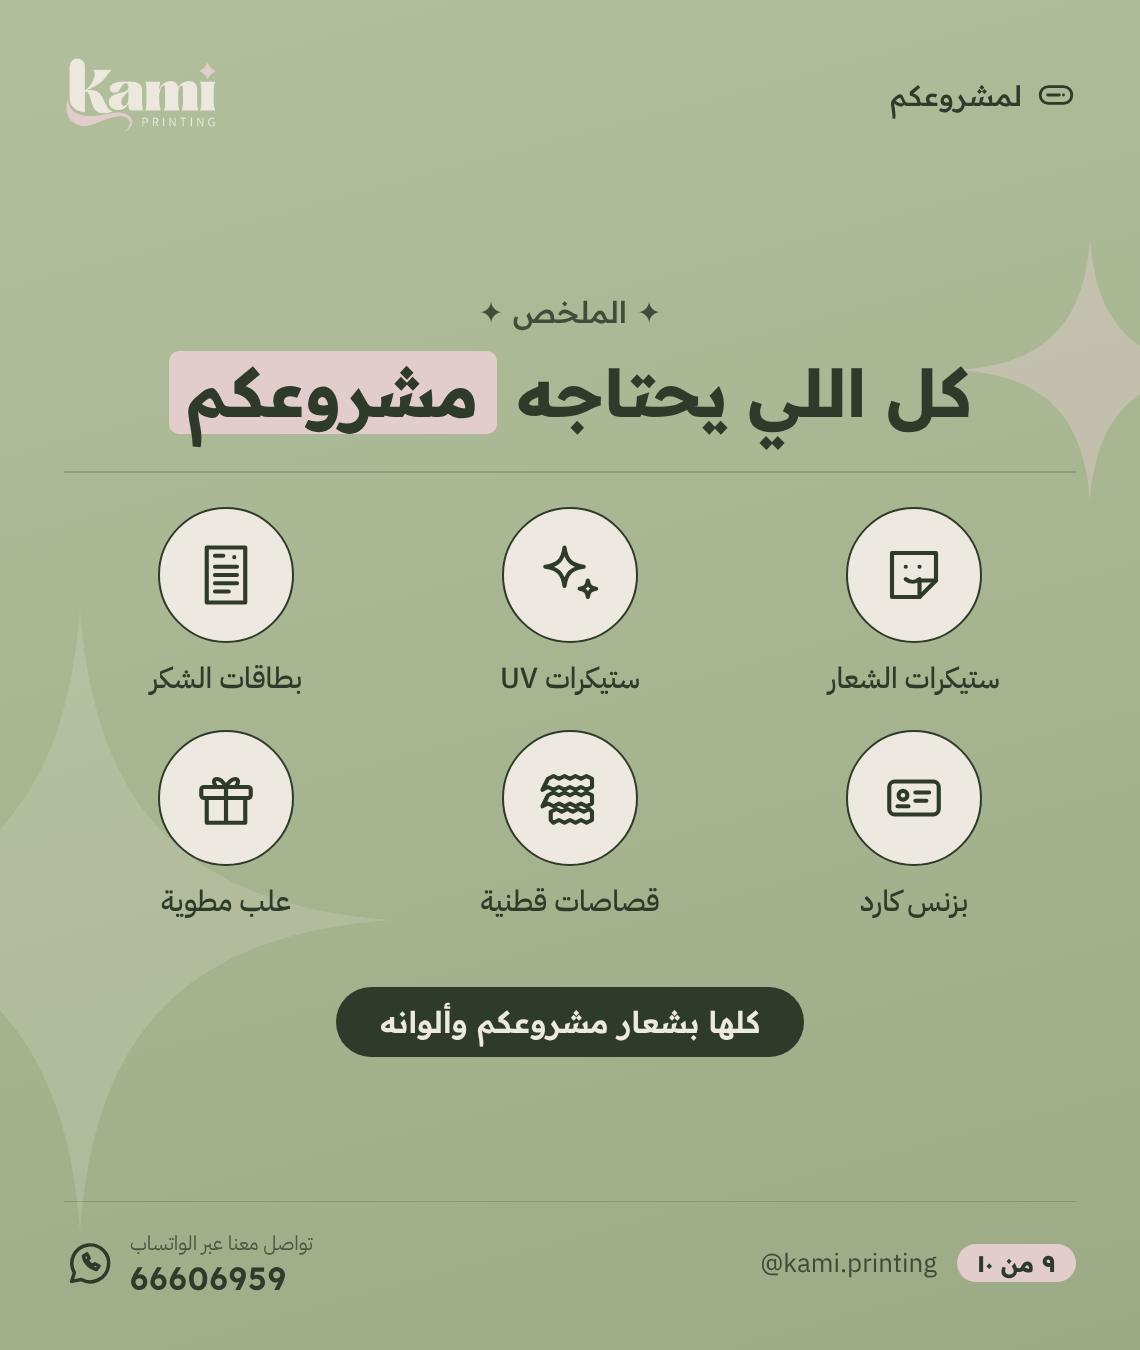 لمشروعكم
Kami
PRINTING
✦ الملخص ✦
كل اللي يحتاجه مشروعكم
ستيكرات الشعار
ستيكرات UV
بطاقات الشكر
بزنس كارد
قصاصات قطنية
علب مطوية
كلها بشعار مشروعكم وألوانه
٩ من ١٠
@kami.printing
تواصل معنا عبر الواتساب
66606959